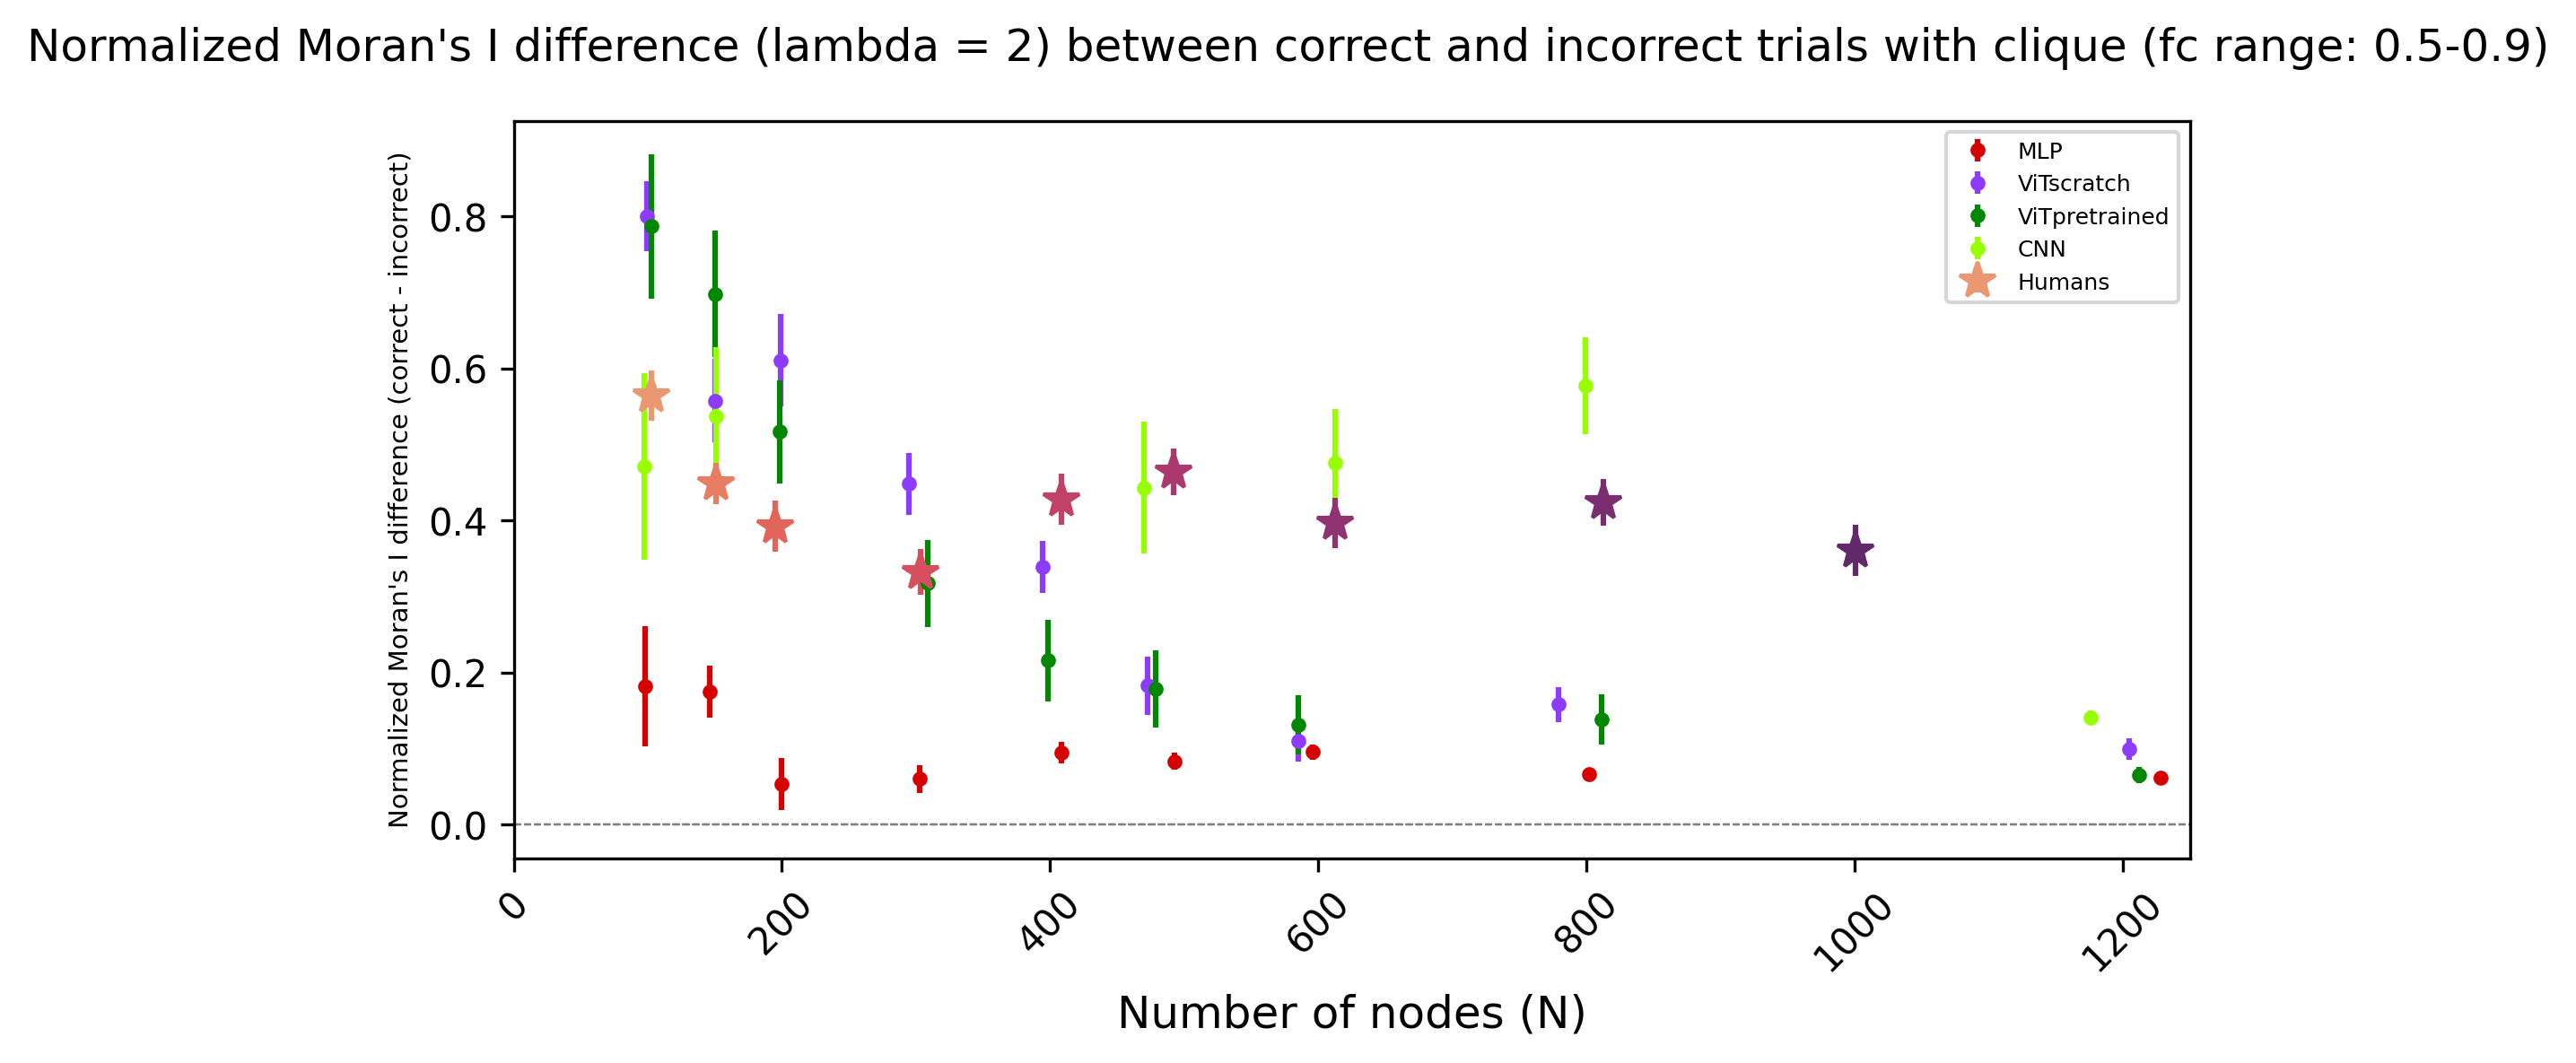 Normalized Moran's I difference (lambda = 2) between correct and incorrect trials with clique (fc range: 0.5-0.9)
Normalized Moran's I difference (correct - incorrect)
0.8
0.6
0.4
0.2
0.0
MLP
ViTscratch
ViTpretrained
CNN
Humans
0
200
400
600
800
1000
1200
Number of nodes (N)